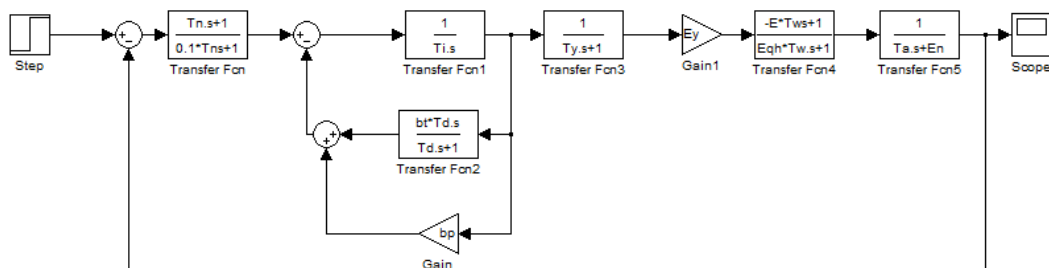 Step
Tn.s+1
0.1*Tns+1
Transfer Fcn
1
Ti.s
Transfer Fcn1
1
Ty.s+1
Transfer Fcn3
Ey
Gain1
-E*Tws+1
Eqh*Tw.s+1
Transfer Fcn4
1
Ta.s+En
Transfer Fcn5
Scope
bt*Td.s
Td.s+1
Transfer Fcn2
bp
Gain